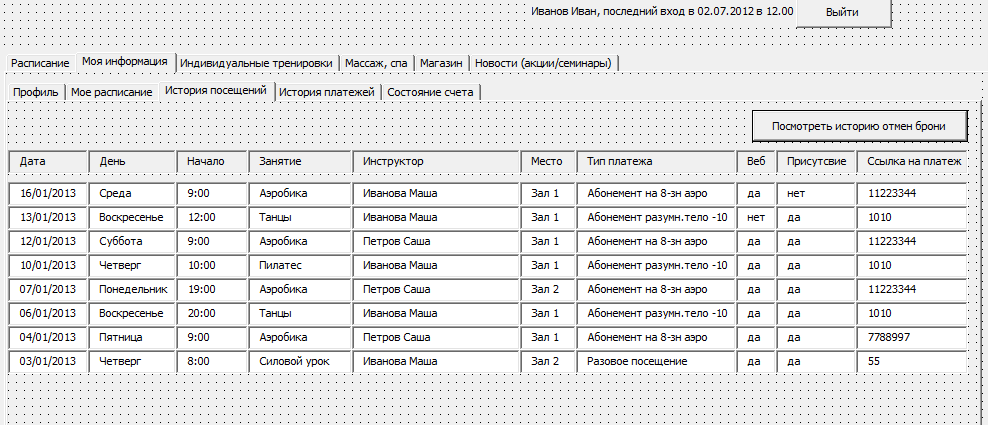 Иванов Иван, последний вход в 02.07.2012 в 12.00 Выйти
Расписание Моя информация Индивидуальные тренировки Массаж, спа Магазин Новости (акции/семинары)
Профиль Мое расписание История посещений История платежей Состояние счета
Посмотреть историю отмен брони
Дата День Начало Занятие Инструктор Место Тип платежа Веб Присутсвие Ссылка на платеж
16/01/2013 Среда 9:00 Аэробика Иванова Маша Зал 1 Абонемент на 8-зн аэро да нет 11223344
13/01/2013 Воскресенье 12:00 Танцы Иванова Маша Зал 1 Абонемент разумн.тело -10 нет да 1010
12/01/2013 Суббота 9:00 Аэробика Петров Саша Зал 1 Абонемент на 8-зн аэро да да 11223344
10/01/2013 Четверг 10:00 Пилатес Иванова Маша Зал 1 Абонемент разумн.тело -10 да да 1010
07/01/2013 Понедельник 19:00 Аэробика Петров Саша Зал 2 Абонемент на 8-зн аэро да да 11223344
06/01/2013 Воскресенье 20:00 Танцы Иванова Маша Зал 1 Абонемент разумн.тело -10 да да 1010
04/01/2013 Пятница 9:00 Аэробика Петров Саша Зал 1 Абонемент на 8-зн аэро да да 7788997
03/01/2013 Четверг 8:00 Силовой урок Иванова Маша Зал 2 Разовое посещение да да 55